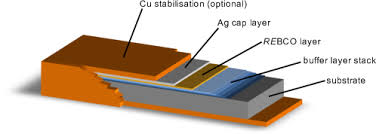 Cu stabilisation (optional)
Ag cap layer
REBCO layer
buffer layer stack
substrate